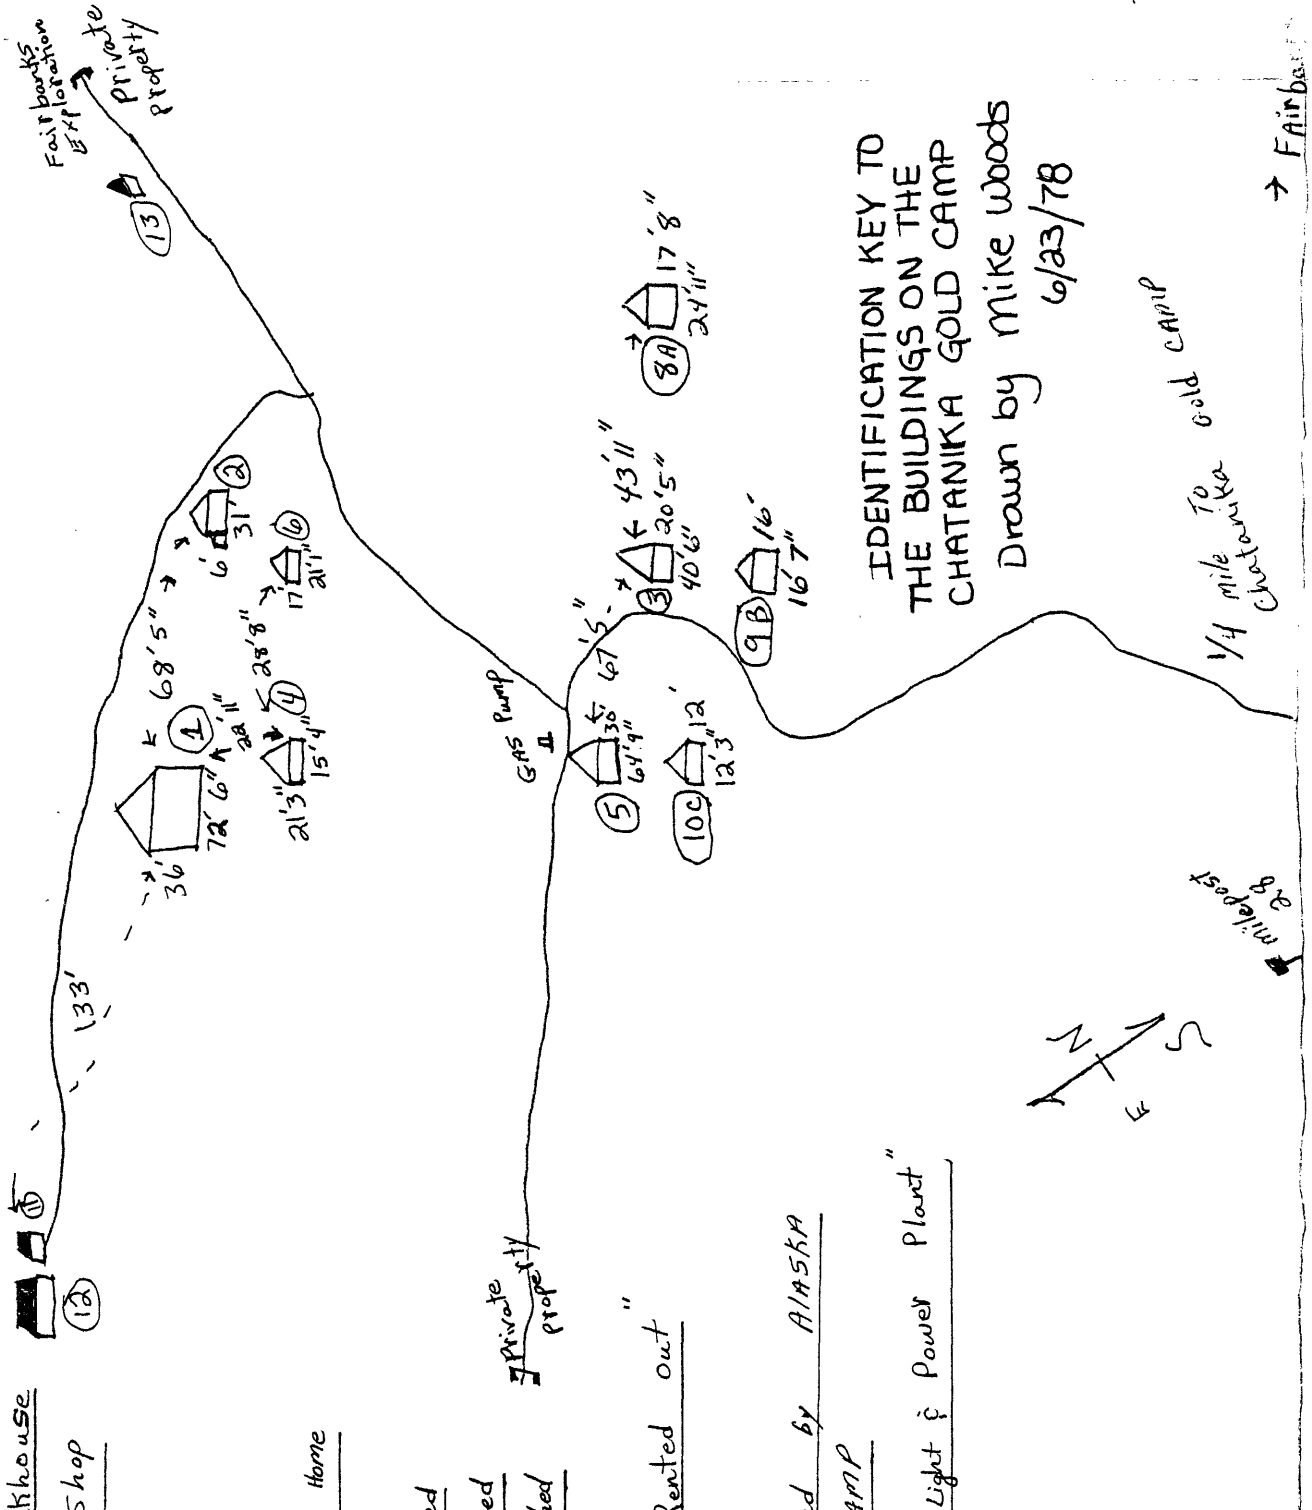 Fairbanks
Exploration
Private
property
13
2
31'
6'
68' 5"
17'
6
21' 1"
28' 8"
4
15' 4"
21' 3"
1
22' 11"
72' 6"
36'
133'
11
12
GAS Pump
67' 5"
5
30'
64' 9"
10C
12'
12' 3"
3
43' 11"
20' 5"
40' 6"
8A
17' 8"
24' 11"
9B
16'
16' 7"
Private
property
IDENTIFICATION KEY TO
THE BUILDINGS ON THE
CHATANIKA GOLD CAMP
Drawn by Mike Woods
6/23/78
1/4 mile To
Chatanika Gold CAMP
milepost
28
N
S
E
khouse
Shop
Home
ed
ed
hed
Rented out"
ed by AlASKA
AMP
Light & Power Plant"